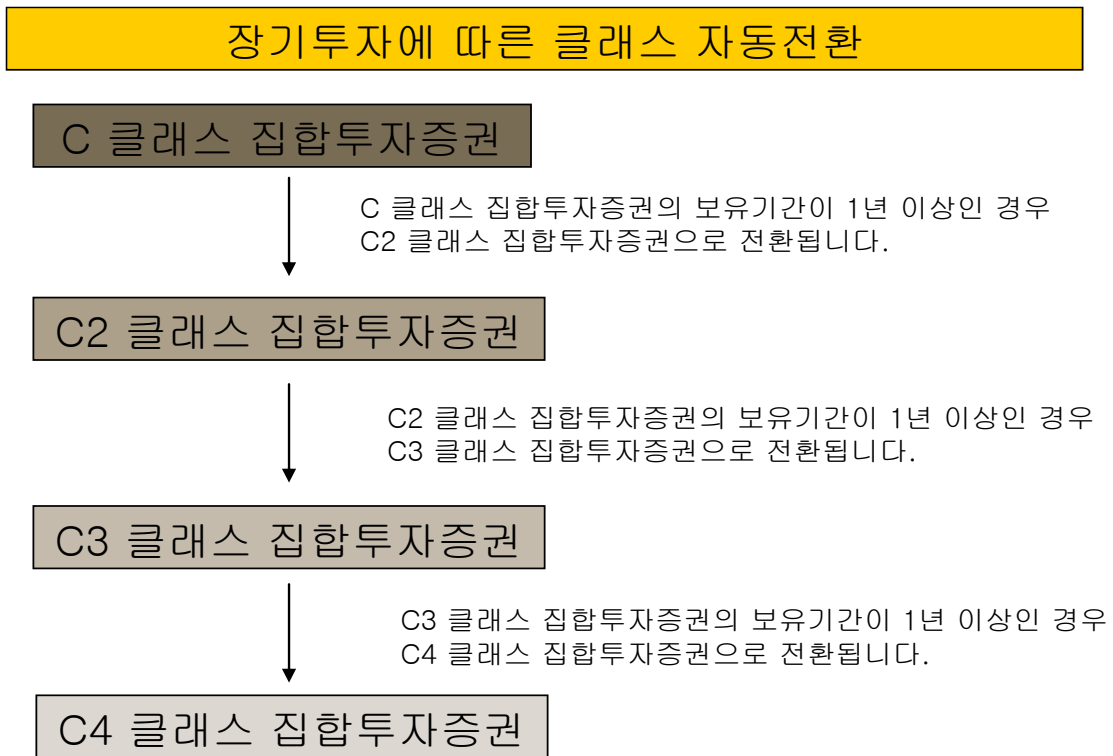 장기투자에 따른 클래스 자동전환
C 클래스 집합투자증권
C 클래스 집합투자증권의 보유기간이 1년 이상인 경우
C2 클래스 집합투자증권으로 전환됩니다.
C2 클래스 집합투자증권
C2 클래스 집합투자증권의 보유기간이 1년 이상인 경우
C3 클래스 집합투자증권으로 전환됩니다.
C3 클래스 집합투자증권
C3 클래스 집합투자증권의 보유기간이 1년 이상인 경우
C4 클래스 집합투자증권으로 전환됩니다.
C4 클래스 집합투자증권